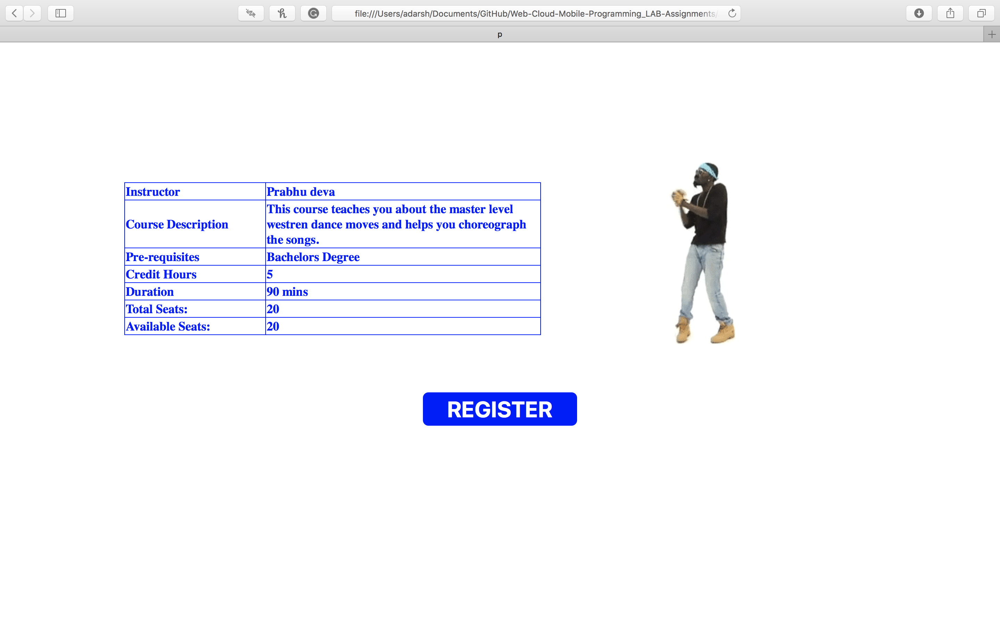 file:///Users/adarsh/Documents/GitHub/Web-Cloud-Mobile-Programming_LAB-Assignments/
p
Instructor Prabhu deva
Course Description This course teaches you about the master level
westren dance moves and helps you choreograph
the songs.
Pre-requisites Bachelors Degree
Credit Hours 5
Duration 90 mins
Total Seats: 20
Available Seats: 20
REGISTER